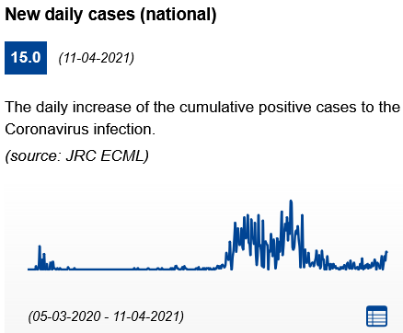 New daily cases (national)
15.0 (11-04-2021)
The daily increase of the cumulative positive cases to the
Coronavirus infection.
(source: JRC ECML)
(05-03-2020 - 11-04-2021)